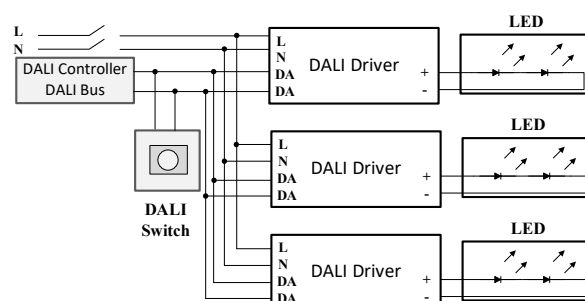 LED
L
N
L
N
DA
DA
DALI Driver
+
-
DALI Controller
DALI Bus
LED
L
N
DA
DA
DALI Driver
+
-
DALI
Switch
LED
L
N
DA
DA
DALI Driver
+
-